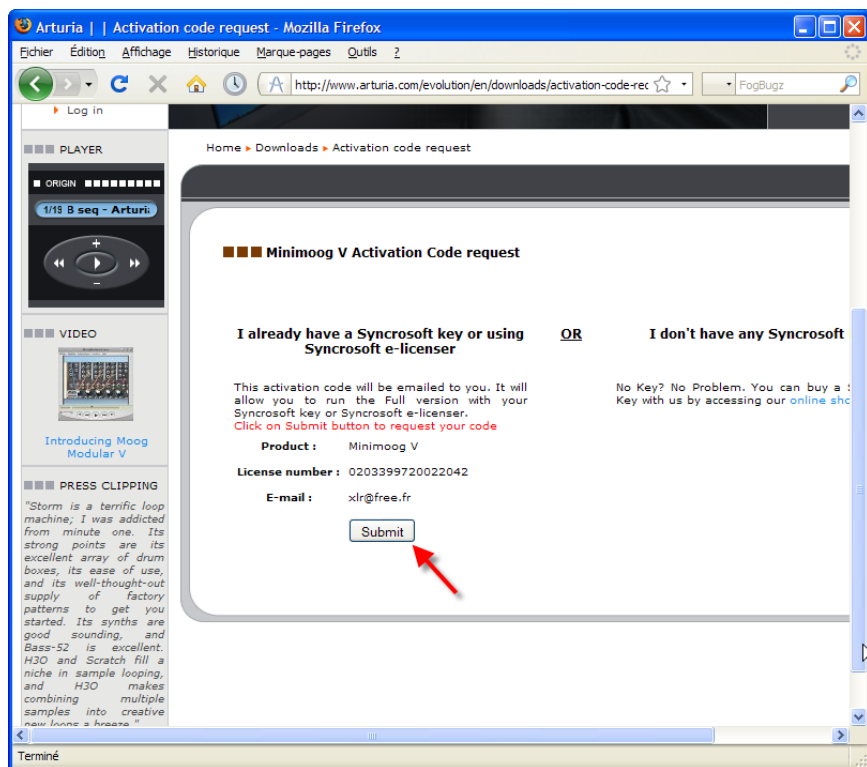 Arturia | | Activation code request - Mozilla Firefox
Fichier Édition Affichage Historique Marque-pages Outils ?
http://www.arturia.com/evolution/en/downloads/activation-code-rec
FogBugz
Log in
PLAYER
ORIGIN
1/19 B seq - Arturi
VIDEO
Introducing Moog
Modular V
PRESS CLIPPING
"Storm is a terrific loop
machine; I was addicted
from minute one. Its
strong points are its
excellent array of drum
boxes, its ease of use,
and its well-thought-out
supply of factory
patterns to get you
started. Its synths are
good sounding, and
Bass-52 is excellent.
H3O and Scratch fill a
niche in sample looping,
and H3O makes
combining multiple
samples into creative
new loops a breeze."
Home ▸ Downloads ▸ Activation code request
Minimoog V Activation Code request
I already have a Syncrosoft key or using
Syncrosoft e-licenser
This activation code will be emailed to you. It will
allow you to run the Full version with your
Syncrosoft key or Syncrosoft e-licenser.
Click on Submit button to request your code
Product : Minimoog V
License number : 0203399720022042
E-mail : xlr@free.fr
Submit
OR
I don't have any Syncrosoft
No Key? No Problem. You can buy a S
Key with us by accessing our online sho
Terminé